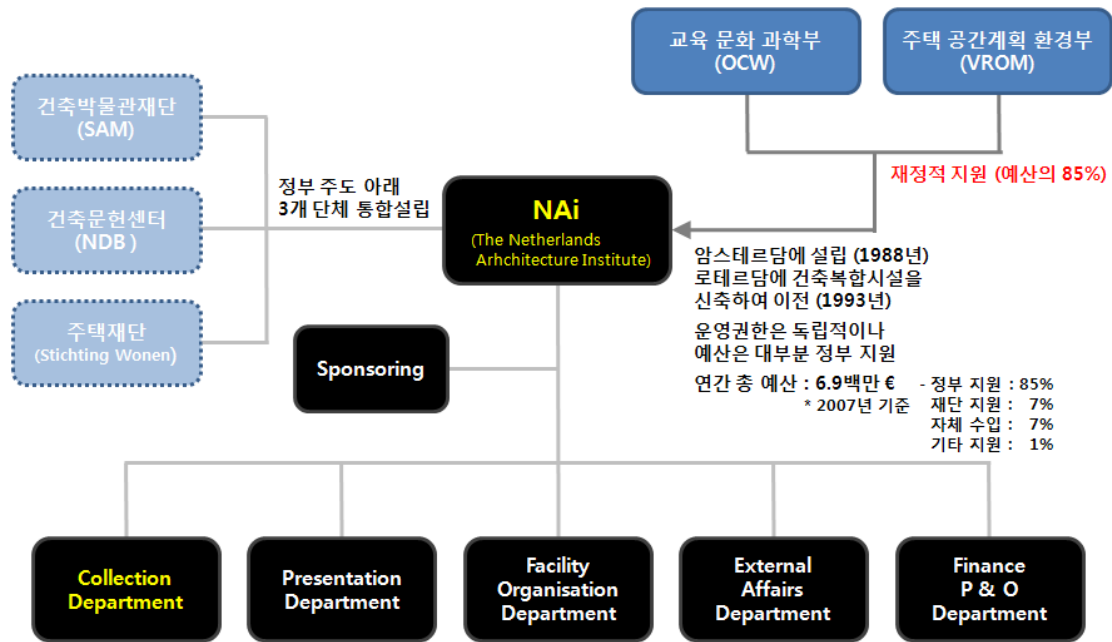 교육 문화 과학부
(OCW)
주택 공간계획 환경부
(VROM)
건축박물관재단
(SAM)
건축문헌센터
(NDB )
주택재단
(Stichting Wonen)
정부 주도 아래
3개 단체 통합설립
NAi
(The Netherlands
Arhchitecture Institute)
재정적 지원 (예산의 85%)
암스테르담에 설립 (1988년)
로테르담에 건축복합시설을
신축하여 이전 (1993년)
운영권한은 독립적이나
예산은 대부분 정부 지원
연간 총 예산 : 6.9백만 €
* 2007년 기준
- 정부 지원 : 85%
재단 지원 : 7%
자체 수입 : 7%
기타 지원 : 1%
Sponsoring
Collection
Department
Presentation
Department
Facility
Organisation
Department
External
Affairs
Department
Finance
P & O
Department